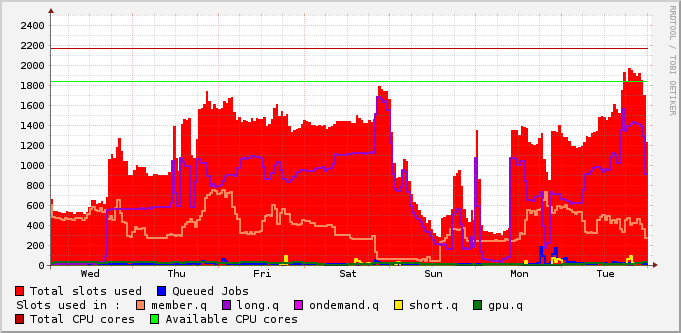 2400
2200
2000
1800
1600
1400
1200
1000
800
600
400
200
0
Wed Thu Fri Sat Sun Mon Tue
RRDTOOL / TOBI OETIKER
Total slots used Queued Jobs
Slots used in : member.q long.q ondemand.q short.q gpu.q
Total CPU cores Available CPU cores